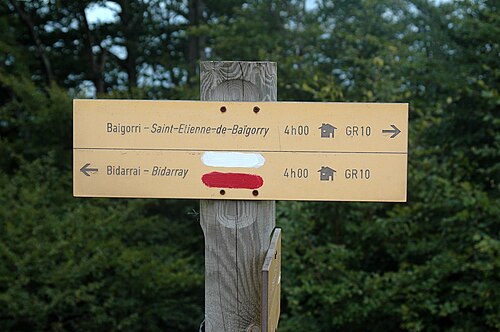 Baigorri – Saint-Etienne-de-Baïgorry 4h00 GR10
Bidarrai – Bidarray 4h00 GR10